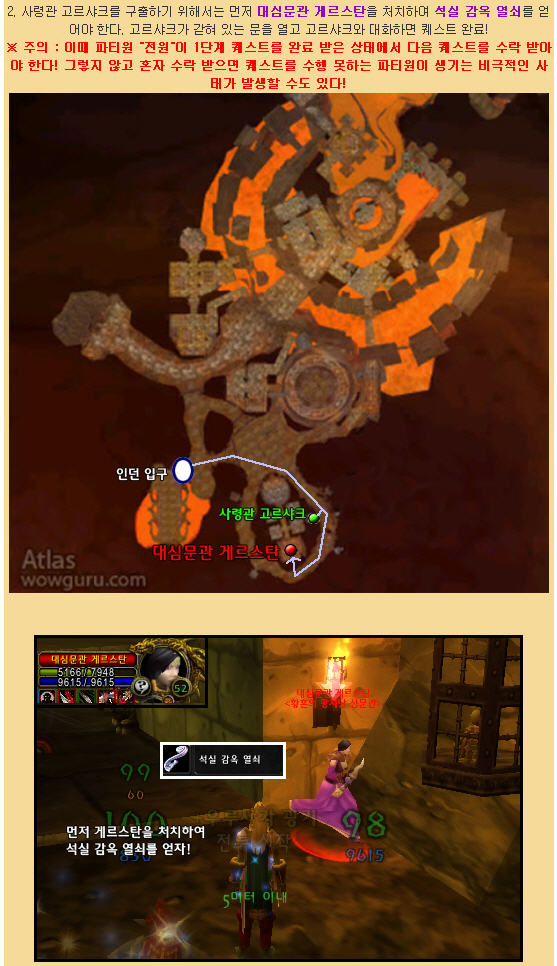 2. 사령관 고르샤크를 구출하기 위해서는 먼저 대심문관 게르스탄을 처치하여 석실 감옥 열쇠를 얻
어야 한다. 고르샤크가 갇혀 있는 문을 열고 고르샤크와 대화하면 퀘스트 완료!
※ 주의 : 이때 파티원 "전원"이 1단계 퀘스트를 완료 받은 상태에서 다음 퀘스트를 수락 받아
야 한다! 그렇지 않고 혼자 수락 받으면 퀘스트를 수행 못하는 파티원이 생기는 비극적인 사
태가 발생할 수도 있다!
인던 입구
사령관 고르샤크
대심문관 게르스탄
Atlas
wowguru.com
대심문관 게르스탄
5166 / 7948
9615 / 9615
52
대심문관 게르스탄
석실 감옥 열쇠
99
60
100
98
먼저 게르스탄을 처치하여
석실 감옥 열쇠를 얻자!
850
9615
5미터 이내